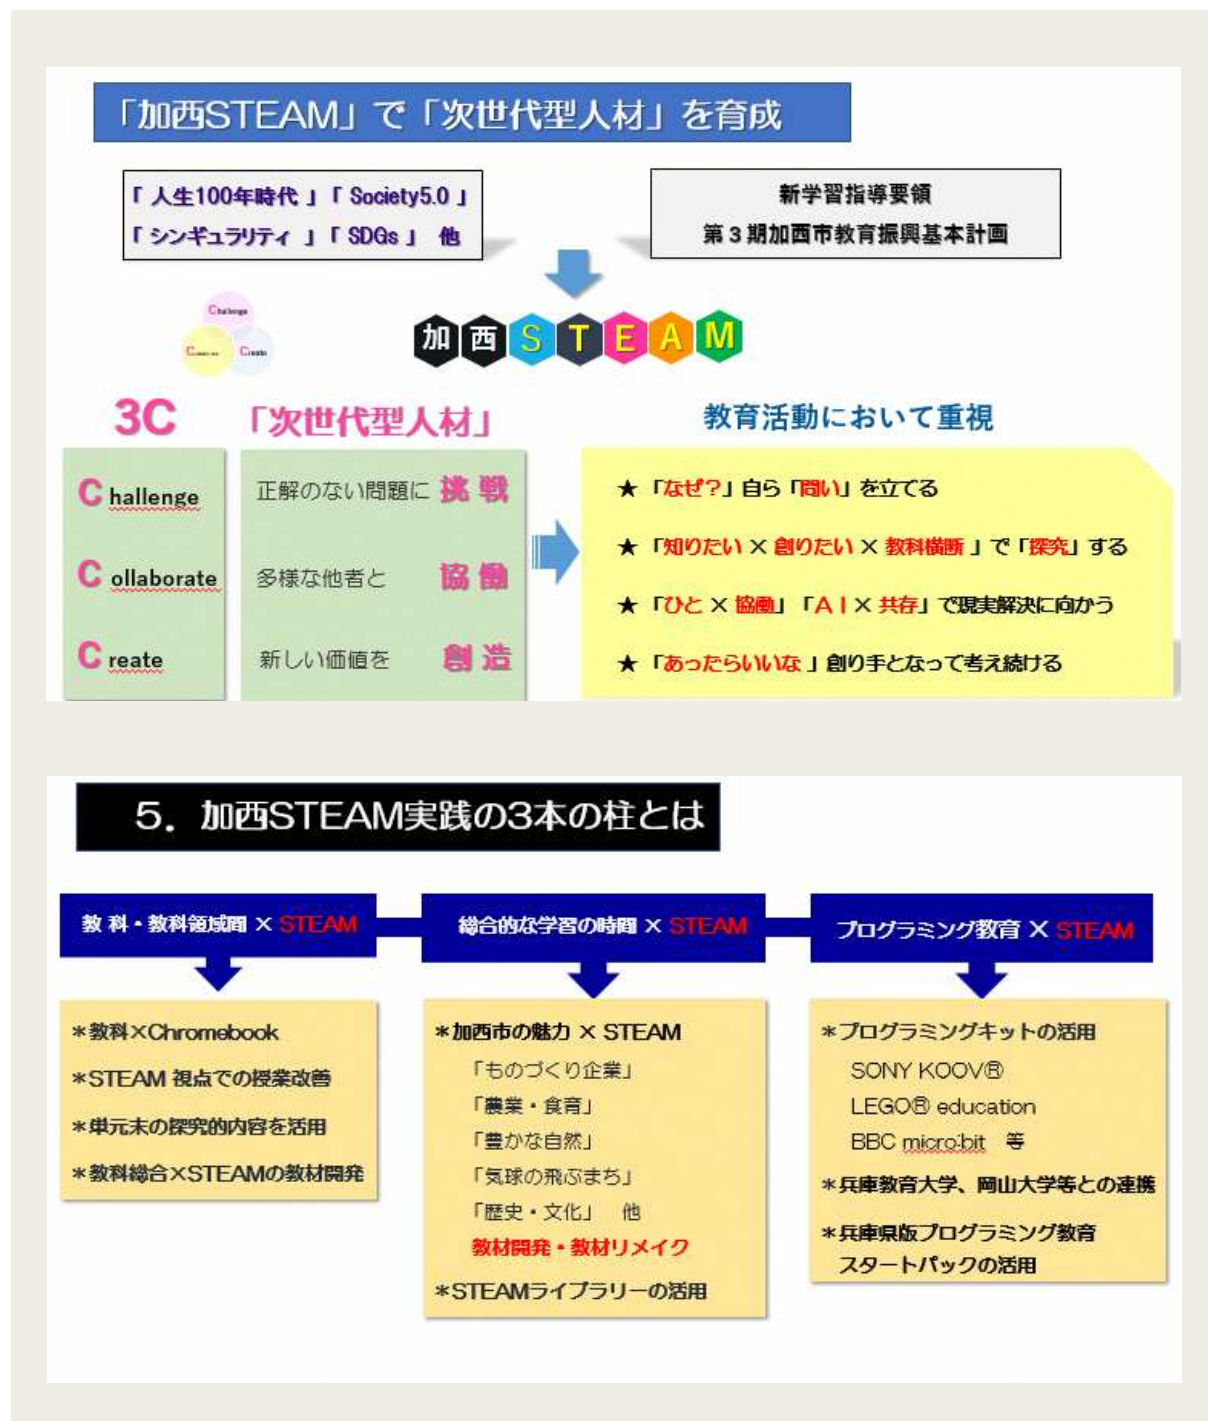 「加西STEAM」で「次世代型人材」を育成
「 人生100年時代 」「 Society5.0 」
「 シンギュラリティ 」「 SDGs 」 他
新学習指導要領
第３期加西市教育振興基本計画
Challenge
Create
加西STEAM
3C
「次世代型人材」
教育活動において重視
Challenge
正解のない問題に 挑 戦
Collaborate
多様な他者と 協 働
Create
新しい価値を 創 造
★「なぜ？」自ら「問い」を立てる
★「知りたい × 創りたい × 教科横断 」で「探究」する
★「ひと × 協働」「ＡＩ× 共存」で現実解決に向かう
★「あったらいいな 」創り手となって考え続ける
５．加西STEAM実践の3本の柱とは
教 科・教科領域間 × STEAM
総合的な学習の時間 × STEAM
プログラミング教育 × STEAM
＊教科×Chromebook
＊STEAM 視点での授業改善
＊単元末の探究的内容を活用
＊教科総合×STEAMの教材開発
＊加西市の魅力 × STEAM
「ものづくり企業」
「農業・食育」
「豊かな自然」
「気球の飛ぶまち」
「歴史・文化」 他
教材開発・教材リメイク
＊STEAMライブラリーの活用
＊プログラミングキットの活用
SONY KOOV®
LEGO® education
BBC micro:bit 等
＊兵庫教育大学、岡山大学等との連携
＊兵庫県版プログラミング教育
スタートパックの活用